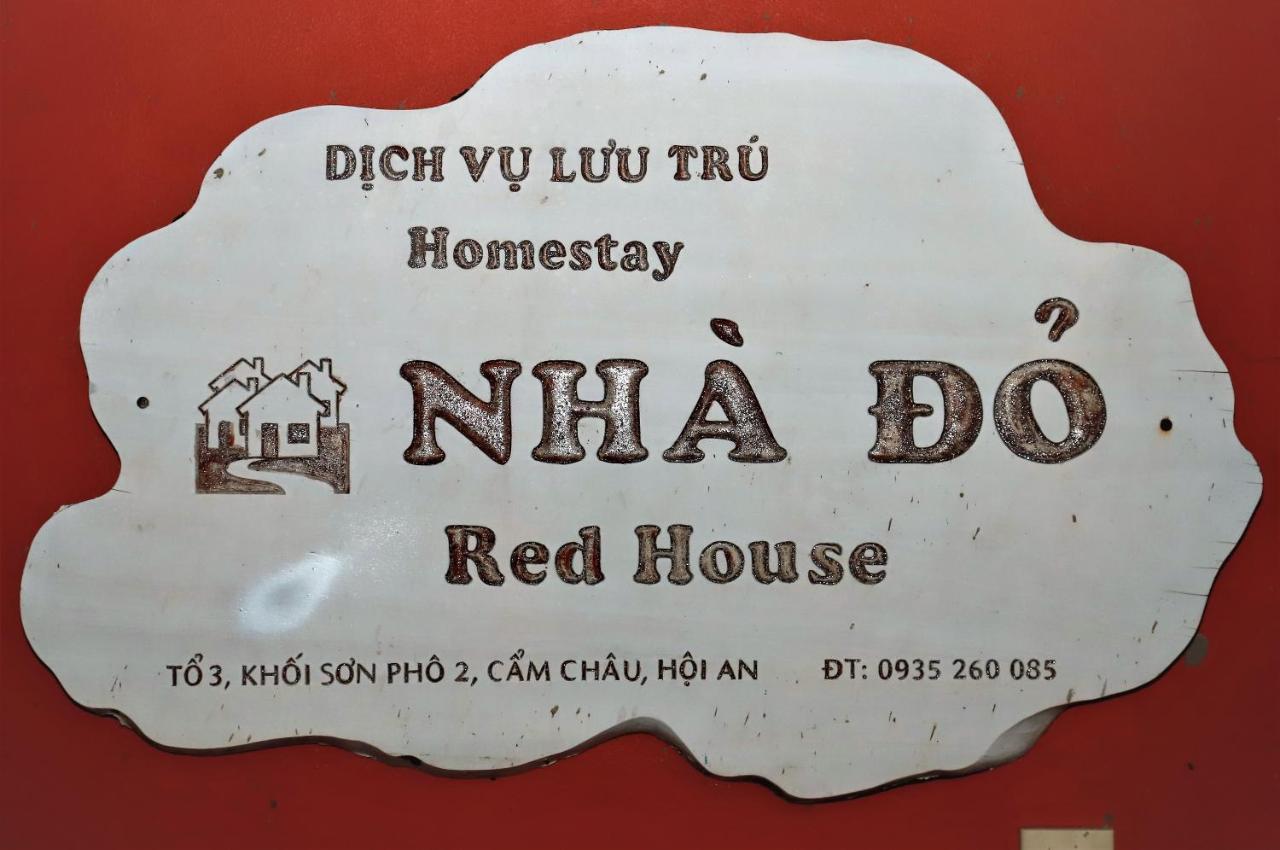 DỊCH VỤ LƯU TRÚ
Homestay
NHÀ ĐỎ
Red House
TỔ 3, KHỐI SƠN PHÔ 2, CẨM CHÂU, HỘI AN ĐT: 0935 260 085